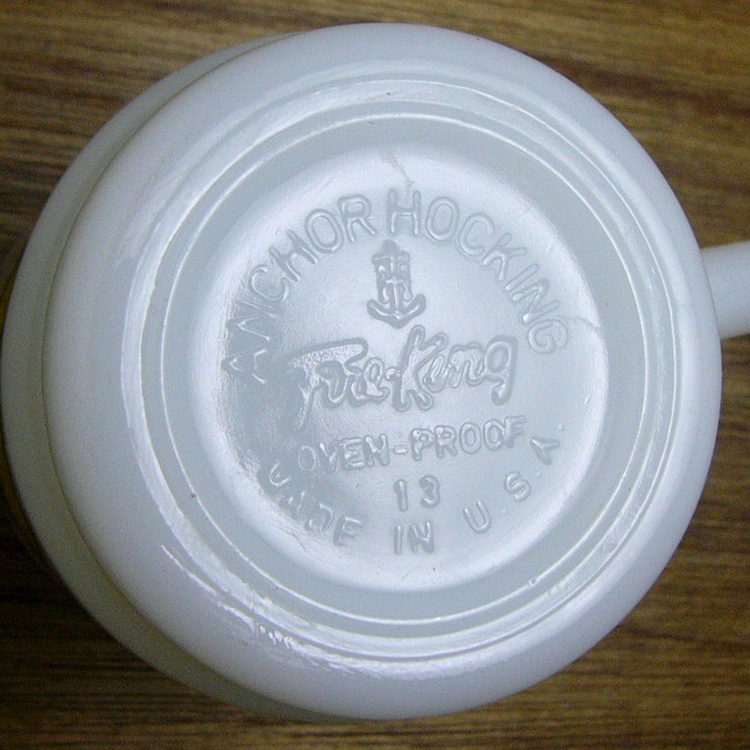 ANCHOR HOCKING
Fire-King
OVEN-PROOF
13
MADE IN U.S.A.